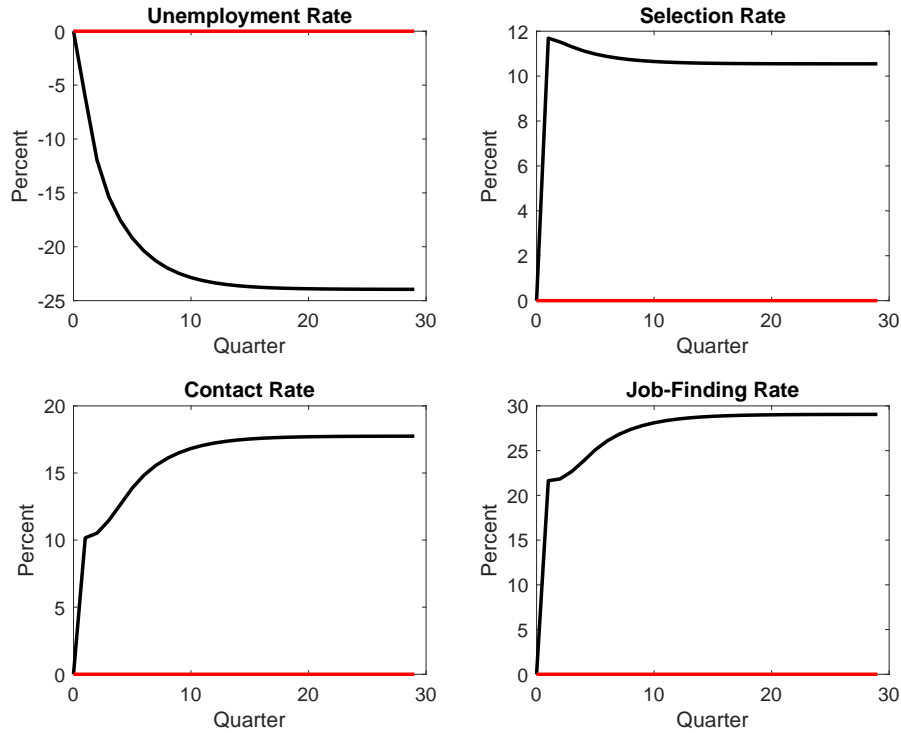 Unemployment Rate
0
-5
-10
-15
-20
-25
Percent
0 10 20 30
Quarter
Selection Rate
12
10
8
6
4
2
0
Percent
0 10 20 30
Quarter
Contact Rate
20
15
10
5
0
Percent
0 10 20 30
Quarter
Job-Finding Rate
30
25
20
15
10
5
0
Percent
0 10 20 30
Quarter